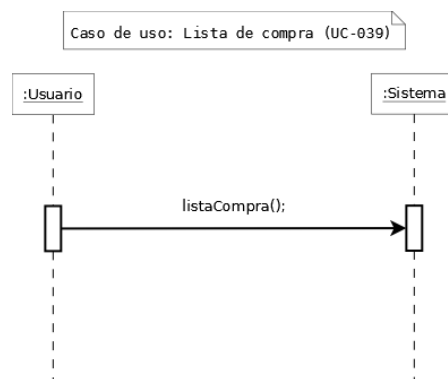 Caso de uso: Lista de compra (UC-039)
:Usuario
:Sistema
listaCompra();